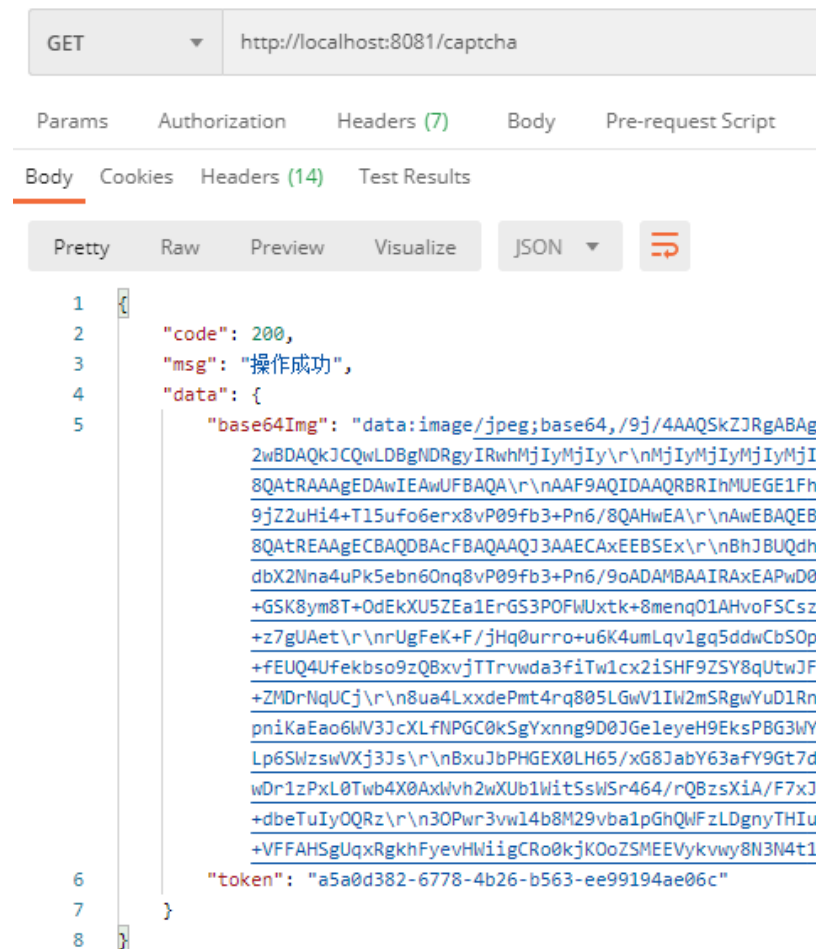 GET http://localhost:8081/captcha
Params Authorization Headers (7) Body Pre-request Script
Body Cookies Headers (14) Test Results
Pretty Raw Preview Visualize JSON
1 {
2 "code": 200,
3 "msg": "操作成功",
4 "data": {
5 "base64Img": "data:image/jpeg;base64,/9j/4AAQSkZJRgABAg
2wBDAQkJCQwLDBgNDRgyIRwhMjIyMjIy\r\nMjIyMjIyMjIyMjI
8QAtRAAAgEDAwIEAwUFBAQA\r\nAAF9AQIDAAQRBRIhMUEGE1Fh
9jZ2uHi4+Tl5ufo6erx8vP09fb3+Pn6/8QAHwEA\r\nAwEBAQEB
8QAtREAAgECBAQDBAcFBAQAAQJ3AAECAxEEBSEx\r\nBhJBUQdh
dbX2Nna4uPk5ebn6Onq8vP09fb3+Pn6/9oADAMBAAIRAxEAPwD0
+GSK8ym8T+OdEkXU5ZEa1ErGS3POFWUxtk+8menqO1AHvoFSCsz
+z7gUAet\r\nrUgFeK+F/jHq0urro+u6K4umLqvlgq5ddwCbSOp
+fEUQ4Ufekbso9zQBxvjTTrvwda3fiTw1cx2iSHF9ZSY8qUtwJF
+ZMDrNqUCj\r\n8ua4LxxdePmt4rq805LGwV1IW2mSRgwYuDlRn
pniKaEao6WV3JcXLfNPGC0kSgYxnng9D0JGeleyeH9EksPBG3WY
Lp6SWzswVXj3Js\r\nBxuJbPHGEX0LH65/xG8JabY63afY9Gt7d
wDr1zPxL0Twb4X0AxWvh2wXUb1WitSsWSr464/rQBzsXiA/F7xJ
+dbeTuIyOQRz\r\n3OPwr3vwl4b8M29vba1pGhQWFzLDgnyTHIu
+VFFAHSgUqxRgkhFyevHWiigCRo0kjKOoZSMEEVykvwy8N3N4t1
6 "token": "a5a0d382-6778-4b26-b563-ee99194ae06c"
7 }
8 }